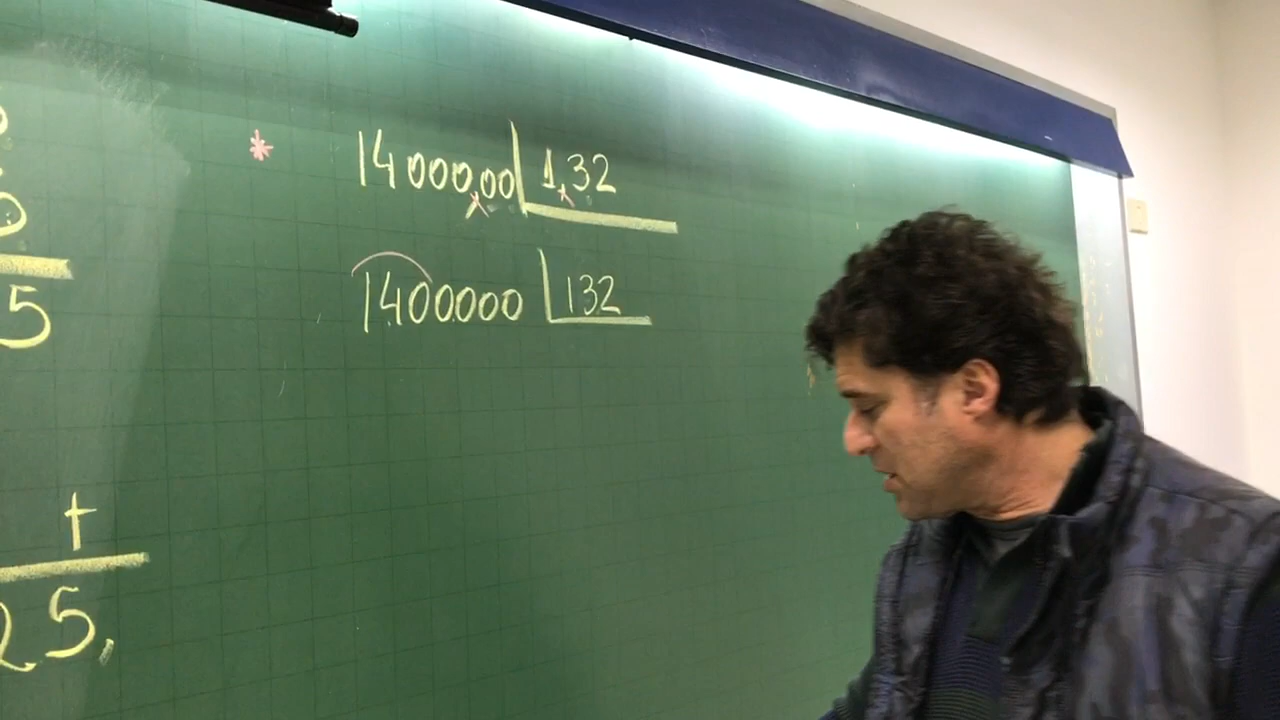 * 14000,00 | 1,32
1400000 | 132
5
+
25,